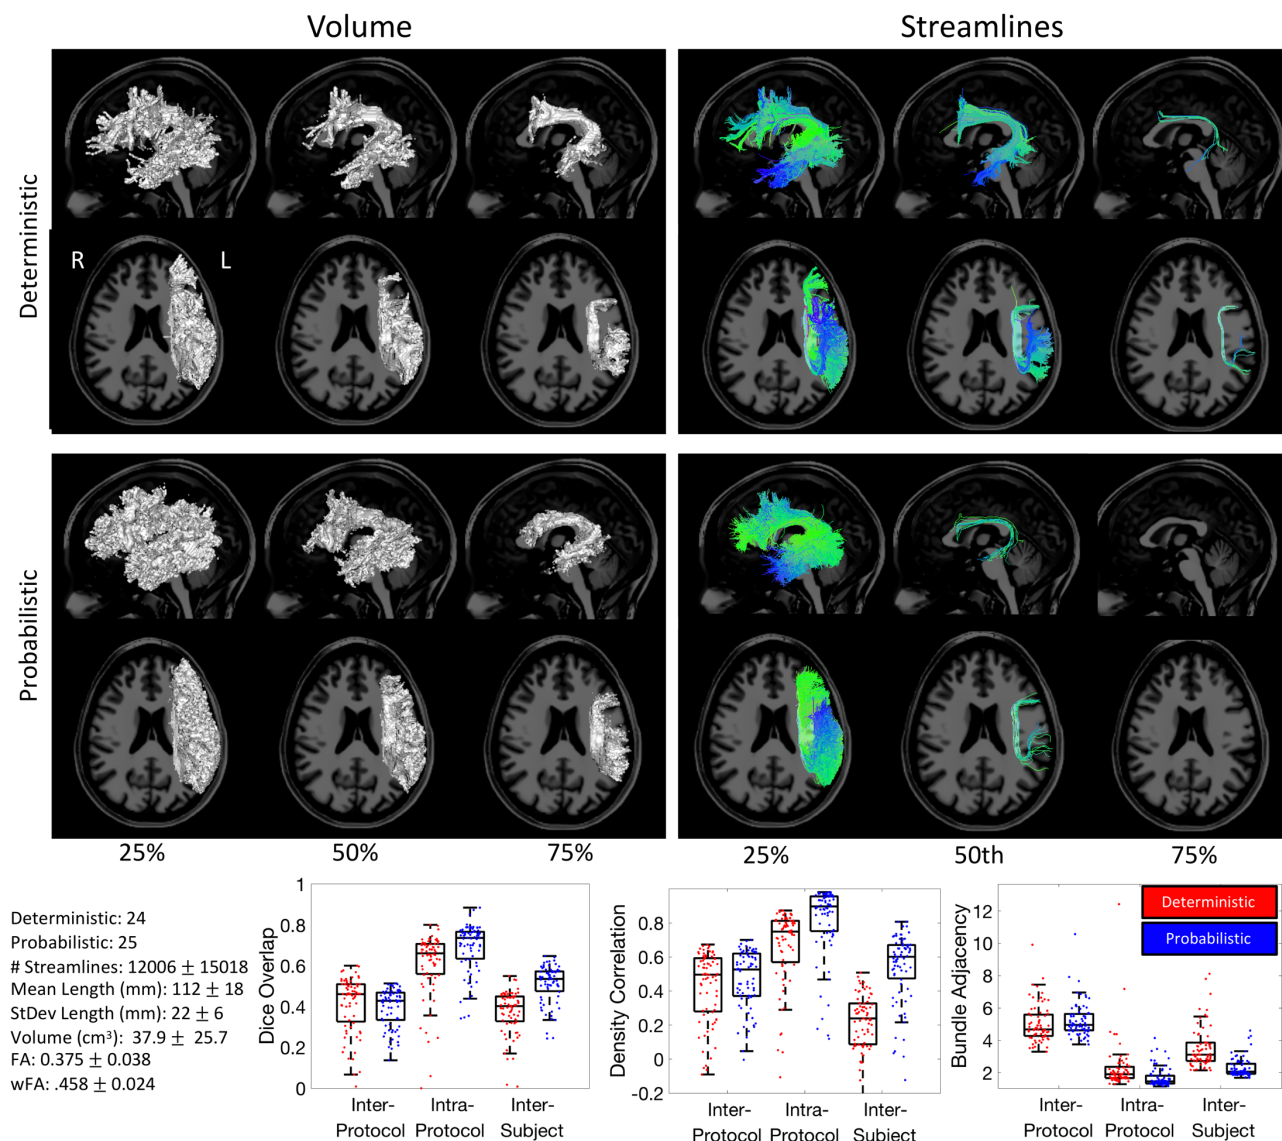 Volume
Streamlines
Deterministic
R
L
Probabilistic
25%
50%
75%
25%
50th
75%
Deterministic: 24
Probabilistic: 25
# Streamlines: 12006 ± 15018
Mean Length (mm): 112 ± 18
StDev Length (mm): 22 ± 6
Volume (cm³): 37.9 ± 25.7
FA: 0.375 ± 0.038
wFA: .458 ± 0.024
Dice Overlap
1
0.8
0.6
0.4
0.2
0
Inter-
Protocol
Intra-
Protocol
Inter-
Subject
Density Correlation
0.8
0.6
0.4
0.2
0
-0.2
Inter-
Protocol
Intra-
Protocol
Inter-
Subject
Bundle Adjacency
12
10
8
6
4
2
Deterministic
Probabilistic
Inter-
Protocol
Intra-
Protocol
Inter-
Subject